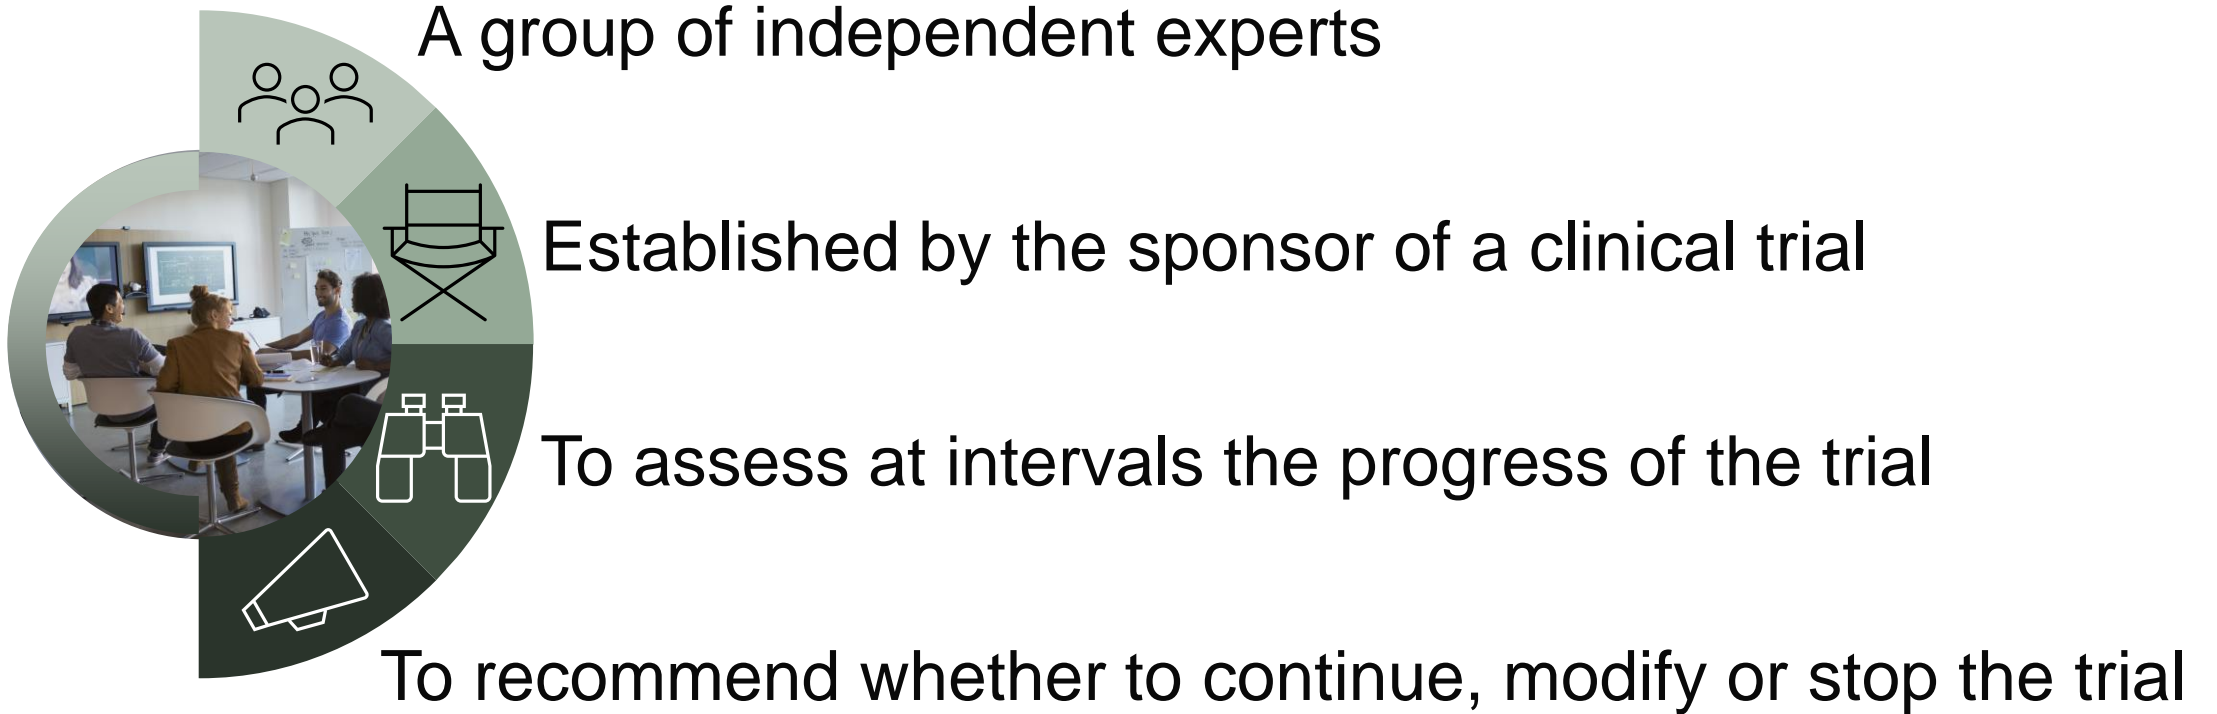 A group of independent experts
Established by the sponsor of a clinical trial
To assess at intervals the progress of the trial
To recommend whether to continue, modify or stop the trial